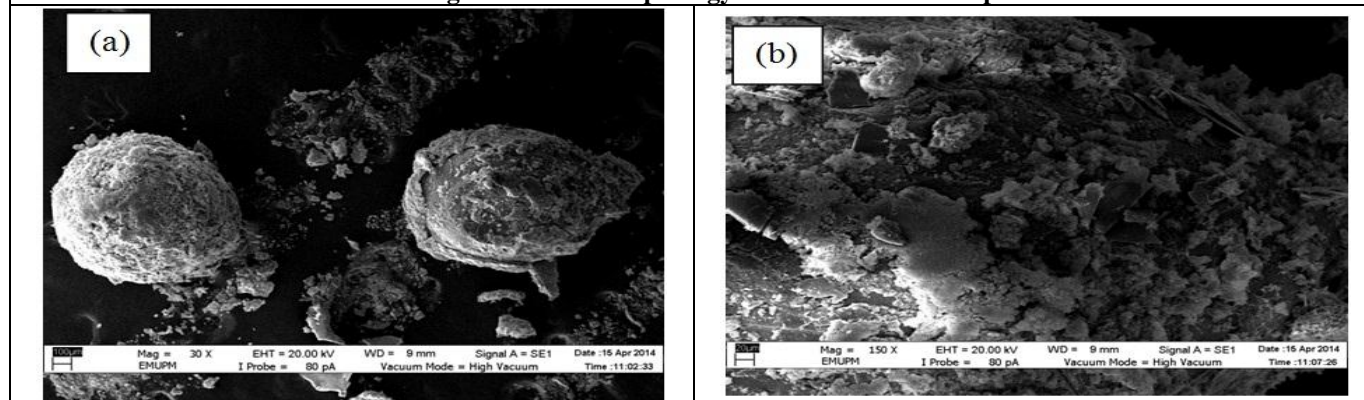 (a)
100µm
Mag = 30 X EHT = 20.00 kV WD = 9 mm Signal A = SE1 Date :15 Apr 2014
EMUPM I Probe = 80 pA Vacuum Mode = High Vacuum Time :11:02:33
(b)
20µm
Mag = 150 X EHT = 20.00 kV WD = 9 mm Signal A = SE1 Date :15 Apr 2014
EMUPM I Probe = 80 pA Vacuum Mode = High Vacuum Time :11:07:26